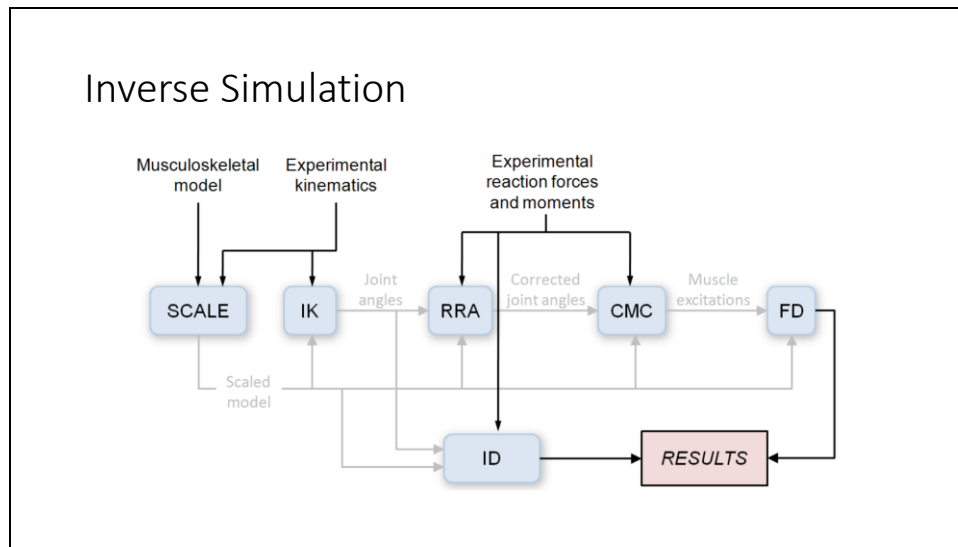 Inverse Simulation
Musculoskeletal
model
Experimental
kinematics
Experimental
reaction forces
and moments
Joint
angles
Corrected
joint angles
Muscle
excitations
SCALE
IK
RRA
CMC
FD
Scaled
model
ID
RESULTS